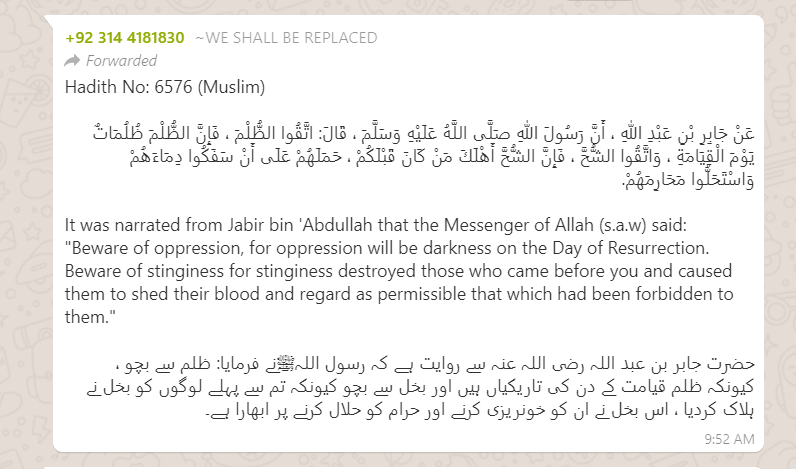 +92 314 4181830 ~WE SHALL BE REPLACED
Forwarded
Hadith No: 6576 (Muslim)
عَنْ جَابِرِ بْنِ عَبْدِ اللَّهِ ، أَنَّ رَسُولَ اللَّهِ صَلَّى اللَّهُ عَلَيْهِ وَسَلَّمَ ، قَالَ: اتَّقُوا الظُّلْمَ ، فَإِنَّ الظُّلْمَ ظُلُمَاتٌ
يَوْمَ الْقِيَامَةِ ، وَاتَّقُوا الشُّحَّ ، فَإِنَّ الشُّحَّ أَهْلَكَ مَنْ كَانَ قَبْلَكُمْ ، حَمَلَهُمْ عَلَى أَنْ سَفَكُوا دِمَاءَهُمْ
وَاسْتَحَلُّوا مَحَارِمَهُمْ.
It was narrated from Jabir bin 'Abdullah that the Messenger of Allah (s.a.w) said:
"Beware of oppression, for oppression will be darkness on the Day of Resurrection.
Beware of stinginess for stinginess destroyed those who came before you and caused
them to shed their blood and regard as permissible that which had been forbidden to
them."
حضرت جابر بن عبد اللہ رضی اللہ عنہ سے روایت ہے کہ رسول اللہﷺنے فرمایا: ظلم سے بچو ،
کیونکہ ظلم قیامت کے دن کی تاریکیاں ہیں اور بخل سے بچو کیونکہ تم سے پہلے لوگوں کو بخل نے
ہلاک کردیا ، اس بخل نے ان کو خونریزی کرنے اور حرام کو حلال کرنے پر ابھارا ہے۔
9:52 AM